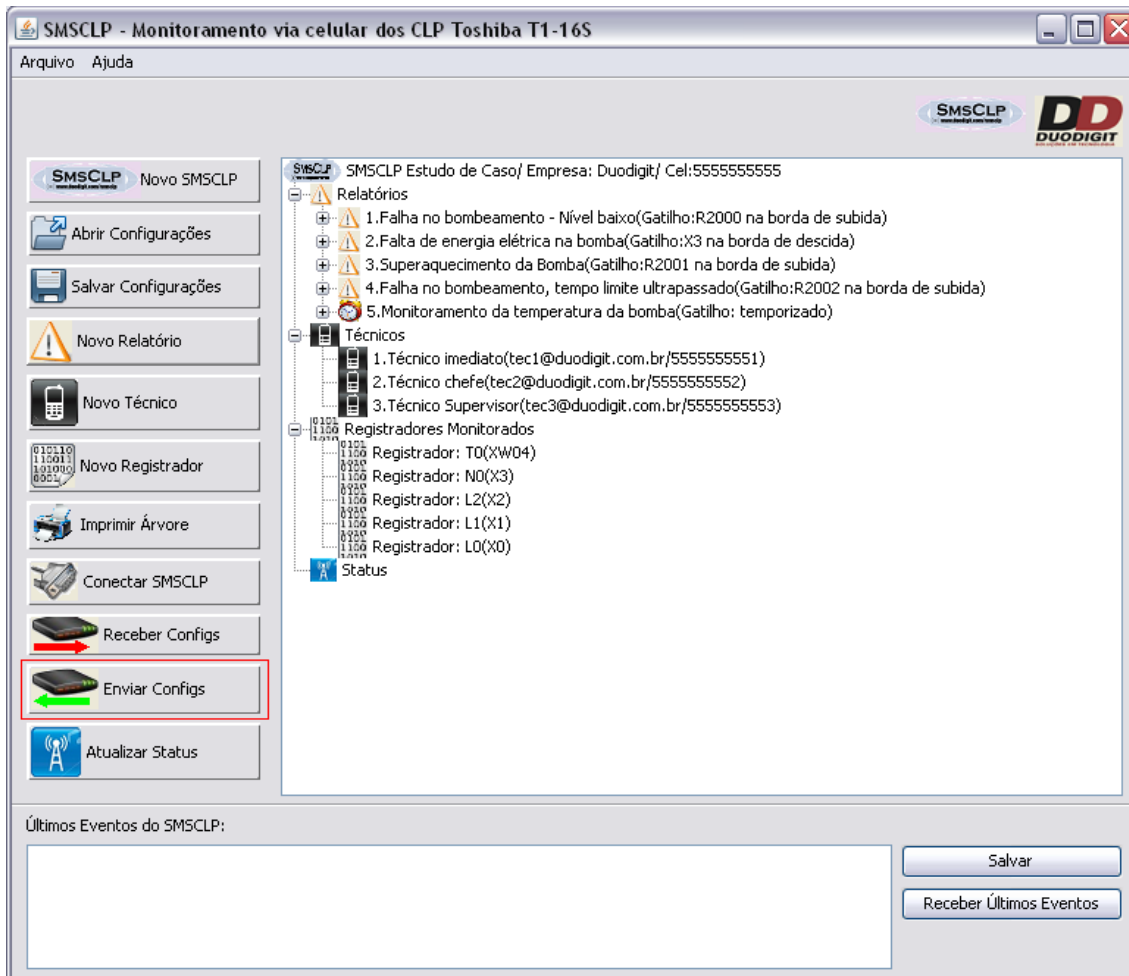 SMSCLP - Monitoramento via celular dos CLP Toshiba T1-16S
Arquivo Ajuda
SMSCLP
DD
DUODIGIT
SMSCLP Novo SMSCLP
Abrir Configurações
Salvar Configurações
Novo Relatório
Novo Técnico
Novo Registrador
Imprimir Árvore
Conectar SMSCLP
Receber Configs
Enviar Configs
Atualizar Status
SMSCLP SMSCLP Estudo de Caso/ Empresa: Duodigit/ Cel:5555555555
Relatórios
1.Falha no bombeamento - Nível baixo(Gatilho:R2000 na borda de subida)
2.Falta de energia elétrica na bomba(Gatilho:X3 na borda de descida)
3.Superaquecimento da Bomba(Gatilho:R2001 na borda de subida)
4.Falha no bombeamento, tempo limite ultrapassado(Gatilho:R2002 na borda de subida)
5.Monitoramento da temperatura da bomba(Gatilho: temporizado)
Técnicos
1.Técnico imediato(tec1@duodigit.com.br/5555555551)
2.Técnico chefe(tec2@duodigit.com.br/5555555552)
3.Técnico Supervisor(tec3@duodigit.com.br/5555555553)
Registradores Monitorados
Registrador: T0(XW04)
Registrador: N0(X3)
Registrador: L2(X2)
Registrador: L1(X1)
Registrador: L0(X0)
Status
Últimos Eventos do SMSCLP:
Salvar
Receber Últimos Eventos